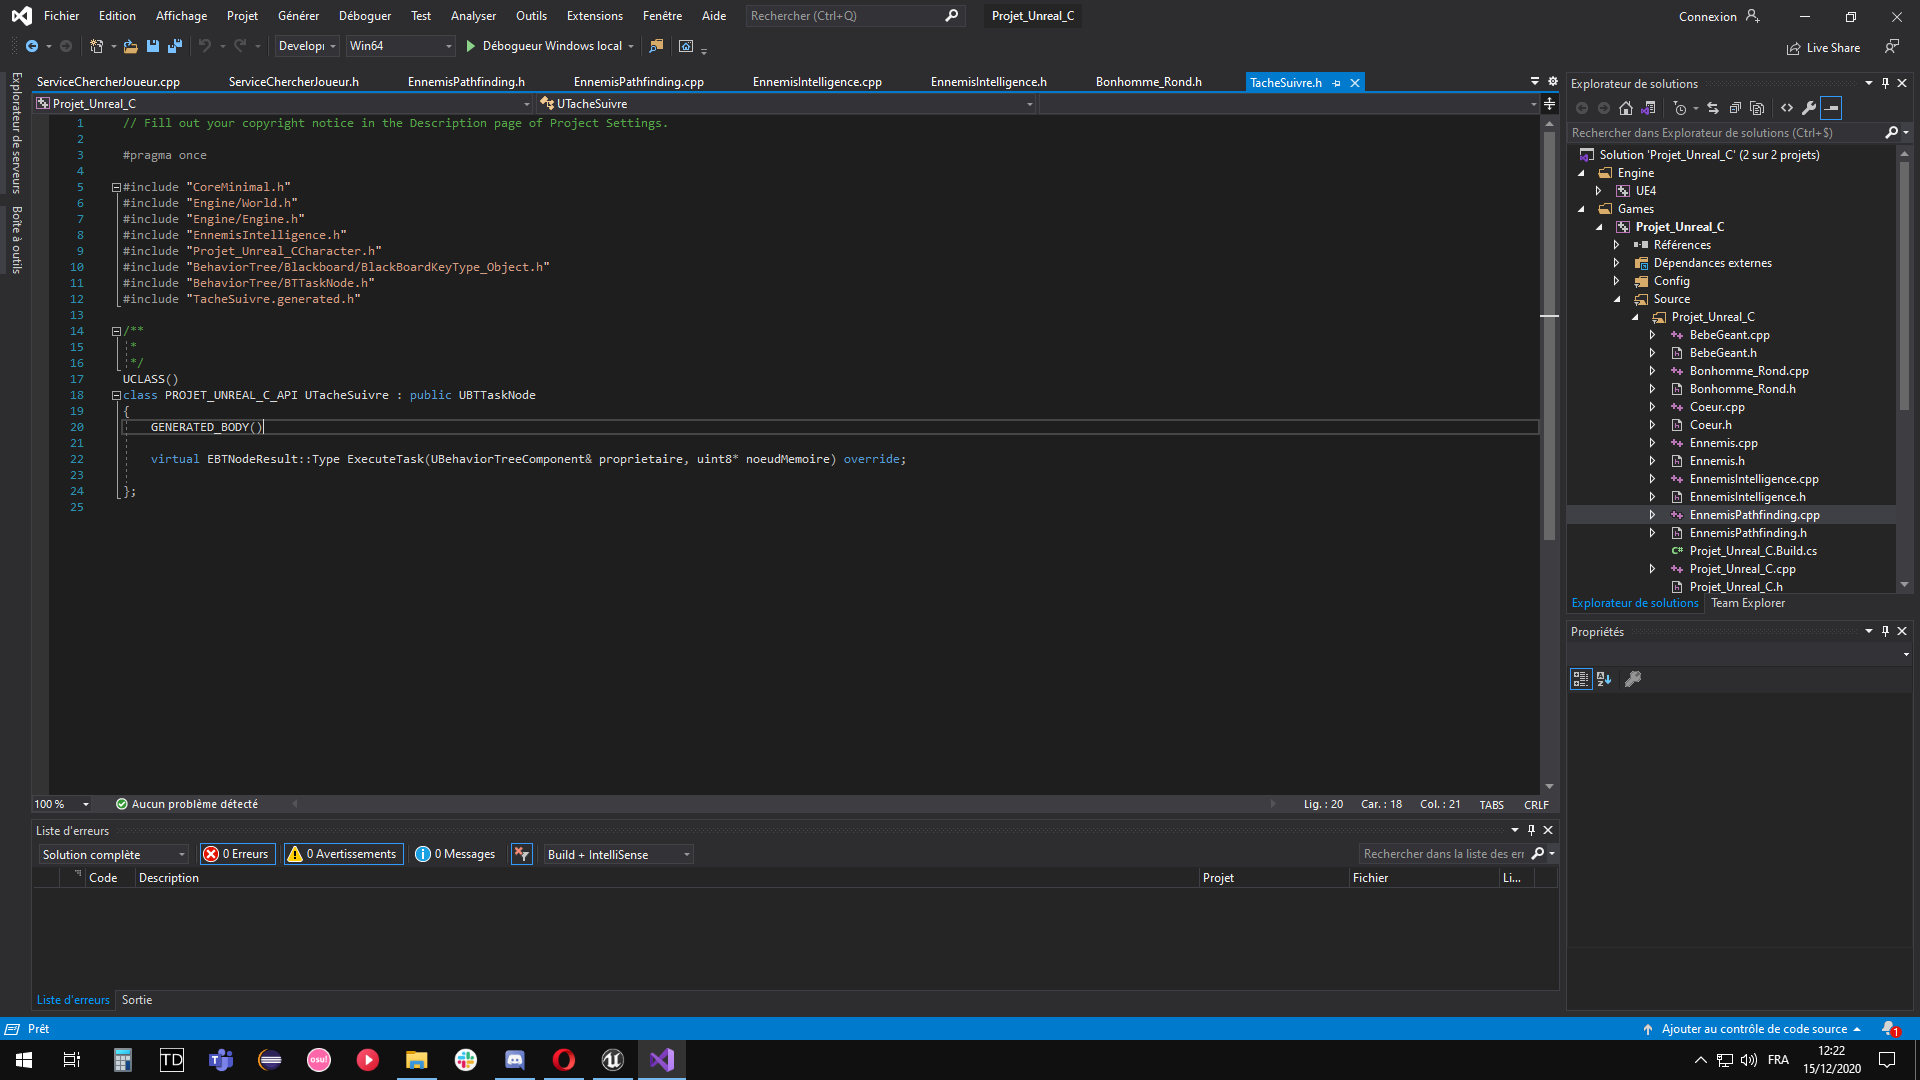 Fichier Edition Affichage Projet Générer Déboguer Test Analyser Outils Extensions Fenêtre Aide Rechercher (Ctrl+Q) Projet_Unreal_C Connexion
Develop Win64 Débogueur Windows local Live Share
Explorateur de serveurs
Boîte à outils
ServiceChercherJoueur.cpp ServiceChercherJoueur.h EnnemisPathfinding.h EnnemisPathfinding.cpp EnnemisIntelligence.cpp EnnemisIntelligence.h Bonhomme_Rond.h TacheSuivre.h
Projet_Unreal_C UTacheSuivre
1 // Fill out your copyright notice in the Description page of Project Settings.
2
3 #pragma once
4
5 #include "CoreMinimal.h"
6 #include "Engine/World.h"
7 #include "Engine/Engine.h"
8 #include "EnnemisIntelligence.h"
9 #include "Projet_Unreal_CCharacter.h"
10 #include "BehaviorTree/Blackboard/BlackBoardKeyType_Object.h"
11 #include "BehaviorTree/BTTaskNode.h"
12 #include "TacheSuivre.generated.h"
13
14 /**
15 *
16 */
17 UCLASS()
18 class PROJET_UNREAL_C_API UTacheSuivre : public UBTTaskNode
19 {
20 GENERATED_BODY()
21
22 virtual EBTNodeResult::Type ExecuteTask(UBehaviorTreeComponent& proprietaire, uint8* noeudMemoire) override;
23
24 };
25
100 % Aucun problème détecté Lig. : 20 Car. : 18 Col. : 21 TABS CRLF
Liste d'erreurs
Solution complète 0 Erreurs 0 Avertissements 0 Messages Build + IntelliSense Rechercher dans la liste des err
Code Description Projet Fichier Li...
Liste d'erreurs Sortie
Explorateur de solutions
Rechercher dans Explorateur de solutions (Ctrl+$)
Solution 'Projet_Unreal_C' (2 sur 2 projets)
Engine
UE4
Games
Projet_Unreal_C
Références
Dépendances externes
Config
Source
Projet_Unreal_C
BebeGeant.cpp
BebeGeant.h
Bonhomme_Rond.cpp
Bonhomme_Rond.h
Coeur.cpp
Coeur.h
Ennemis.cpp
Ennemis.h
EnnemisIntelligence.cpp
EnnemisIntelligence.h
EnnemisPathfinding.cpp
EnnemisPathfinding.h
Projet_Unreal_C.Build.cs
Projet_Unreal_C.cpp
Projet_Unreal_C.h
Explorateur de solutions Team Explorer
Propriétés
Prêt Ajouter au contrôle de code source 1
TD osu! FRA 12:22
15/12/2020